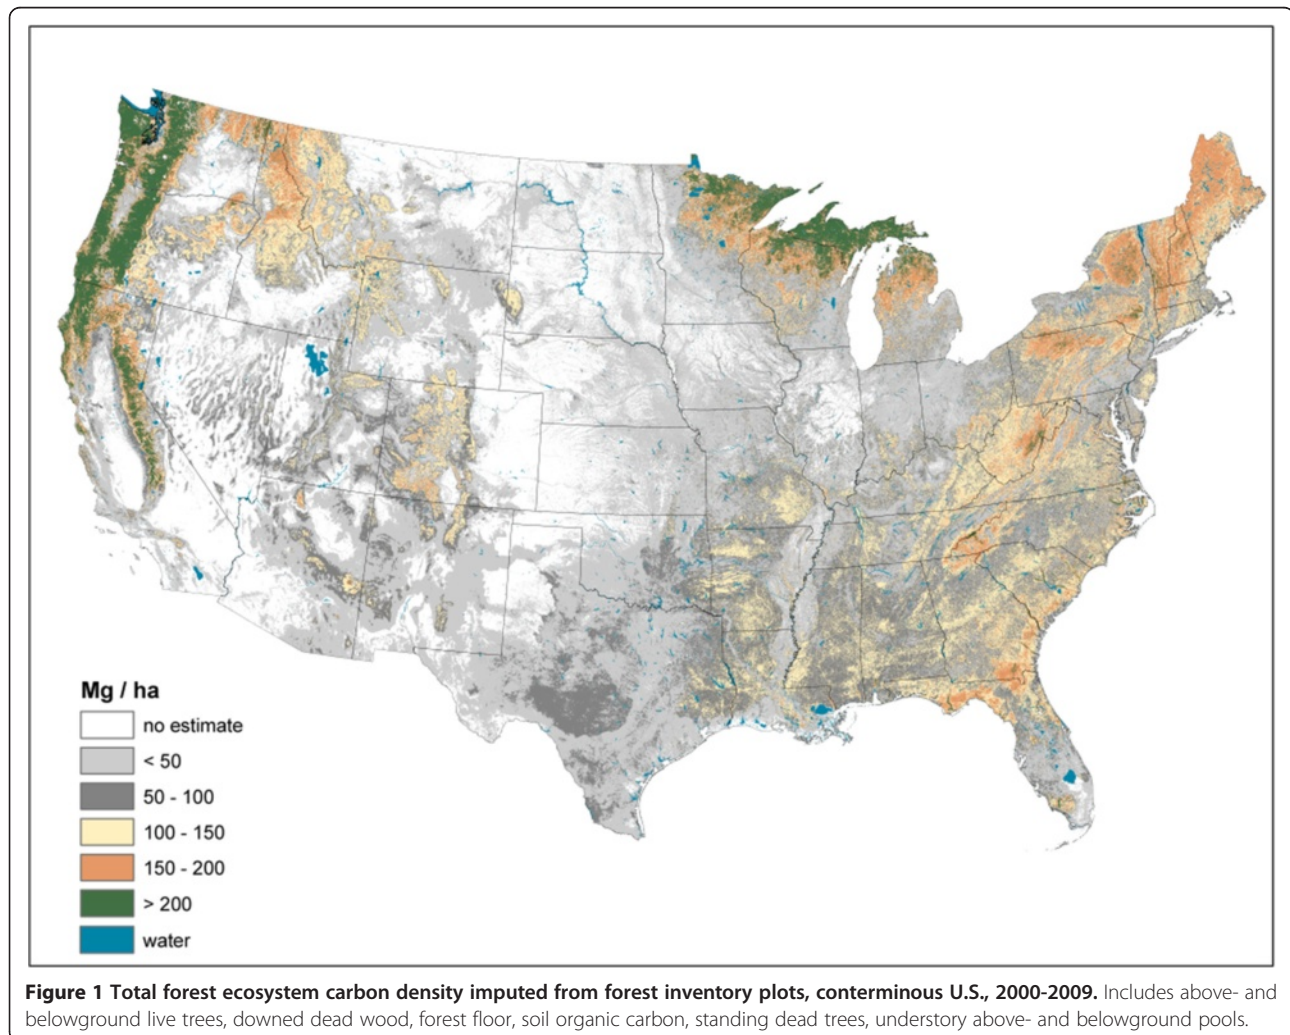 Mg / ha
no estimate
< 50
50 - 100
100 - 150
150 - 200
> 200
water
Figure 1 Total forest ecosystem carbon density imputed from forest inventory plots, conterminous U.S., 2000-2009. Includes above- and
belowground live trees, downed dead wood, forest floor, soil organic carbon, standing dead trees, understory above- and belowground pools.